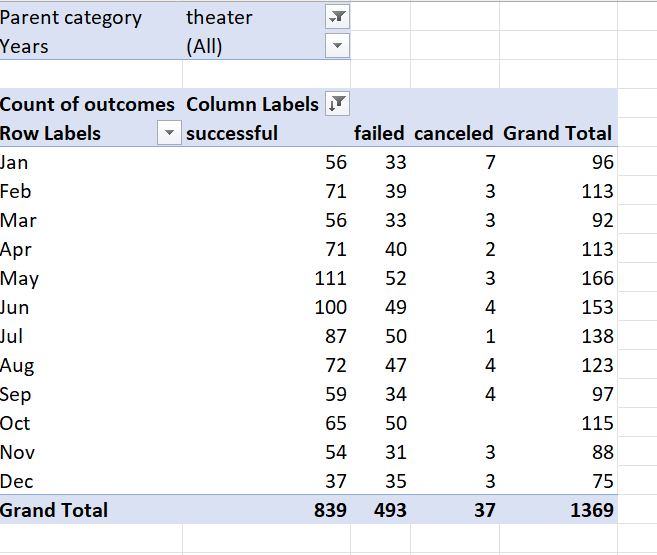 Parent category theater
Years (All)
Count of outcomes Column Labels
Row Labels successful failed canceled Grand Total
Jan 56 33 7 96
Feb 71 39 3 113
Mar 56 33 3 92
Apr 71 40 2 113
May 111 52 3 166
Jun 100 49 4 153
Jul 87 50 1 138
Aug 72 47 4 123
Sep 59 34 4 97
Oct 65 50 115
Nov 54 31 3 88
Dec 37 35 3 75
Grand Total 839 493 37 1369